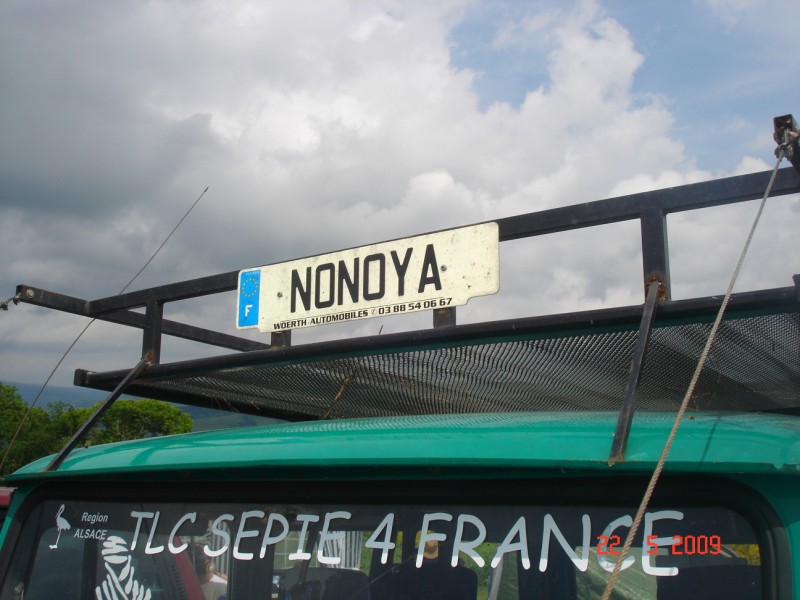 NONOYA
F
WOERTH AUTOMOBILES ✆ 03 88 54 06 67
Region
ALSACE
TLC SEPIE 4 FRANCE
22 5 2009